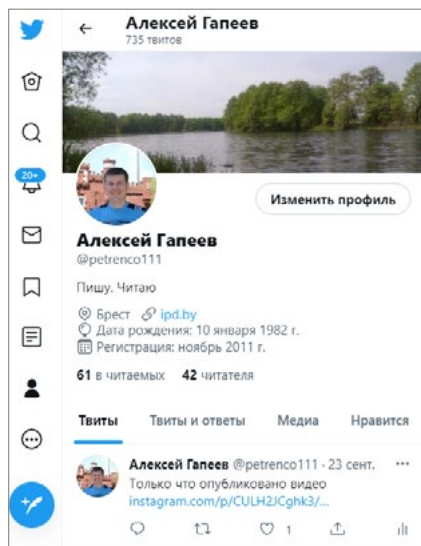 Алексей Гапеев
735 твитов
20+
Изменить профиль
Алексей Гапеев
@petrenco111
Пишу. Читаю
Брест ipd.by
Дата рождения: 10 января 1982 г.
Регистрация: ноябрь 2011 г.
61 в читаемых 42 читателя
Твиты Твиты и ответы Медиа Нравится
Алексей Гапеев @petrenco111 · 23 сент.
Только что опубликовано видео
instagram.com/p/CULH2JCghk3/...
1